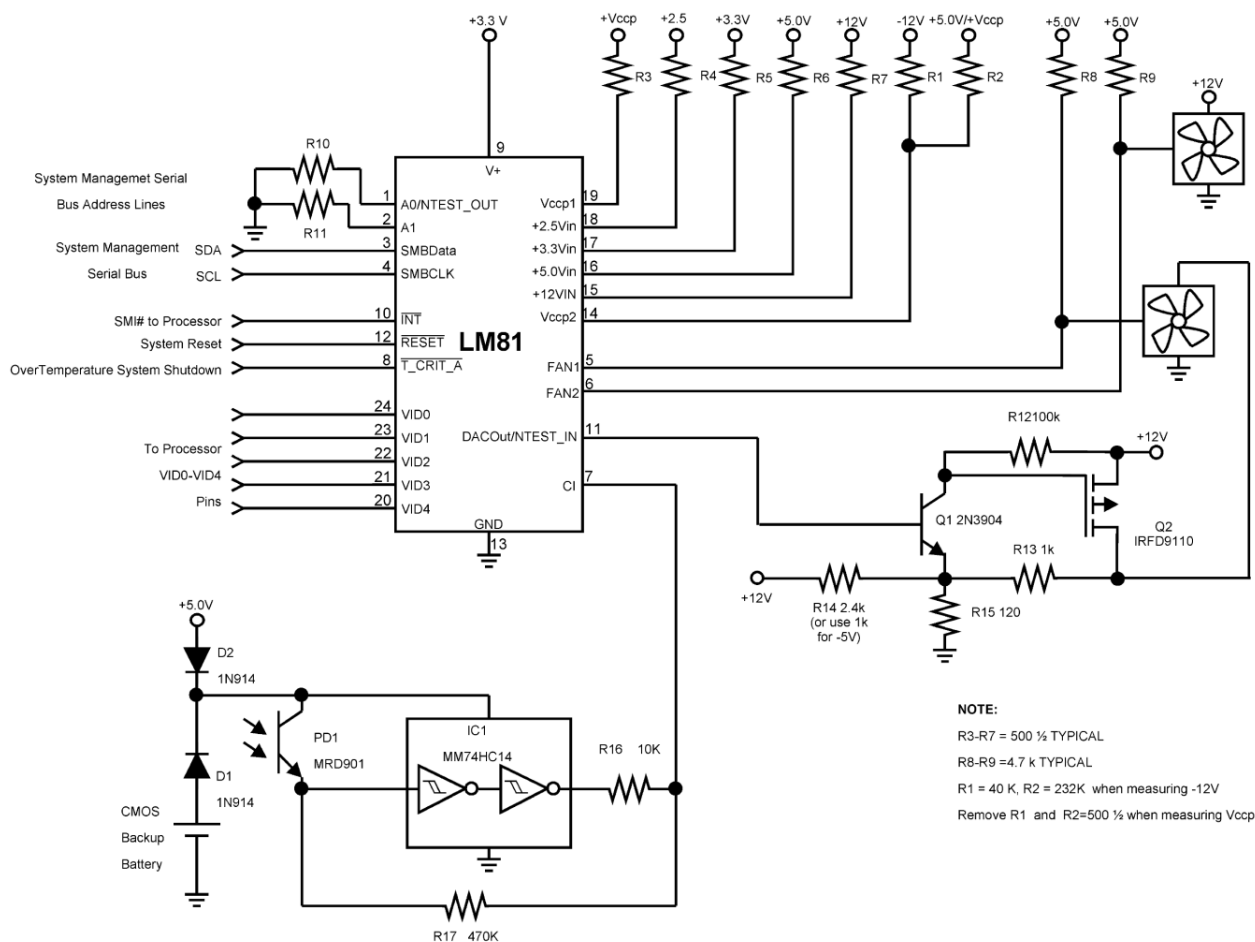 +3.3 V
+Vccp
+2.5
+3.3V
+5.0V
+12V
-12V
+5.0V/+Vccp
+5.0V
+5.0V
R3
R4
R5
R6
R7
R1
R2
R8
R9
+12V
9
V+
R10
R11
System Managemet Serial
Bus Address Lines
1
A0/NTEST_OUT
2
A1
System Management
Serial Bus
SDA
3
SMBData
SCL
4
SMBCLK
SMI# to Processor
10
INT
System Reset
12
RESET
OverTemperature System Shutdown
8
T_CRIT_A
LM81
24
VID0
23
VID1
22
VID2
21
VID3
20
VID4
To Processor
VID0-VID4
Pins
Vccp1
19
+2.5Vin
18
+3.3Vin
17
+5.0Vin
16
+12VIN
15
Vccp2
14
FAN1
5
FAN2
6
DACOut/NTEST_IN
11
CI
7
GND
13
R12100k
+12V
Q1 2N3904
Q2
IRFD9110
R13 1k
+12V
R14 2.4k
(or use 1k
for -5V)
R15 120
+5.0V
D2
1N914
PD1
MRD901
D1
1N914
CMOS
Backup
Battery
IC1
MM74HC14
R16 10K
R17 470K
NOTE:
R3-R7 = 500 ½ TYPICAL
R8-R9 =4.7 k TYPICAL
R1 = 40 K, R2 = 232K when measuring -12V
Remove R1 and R2=500 ½ when measuring Vccp